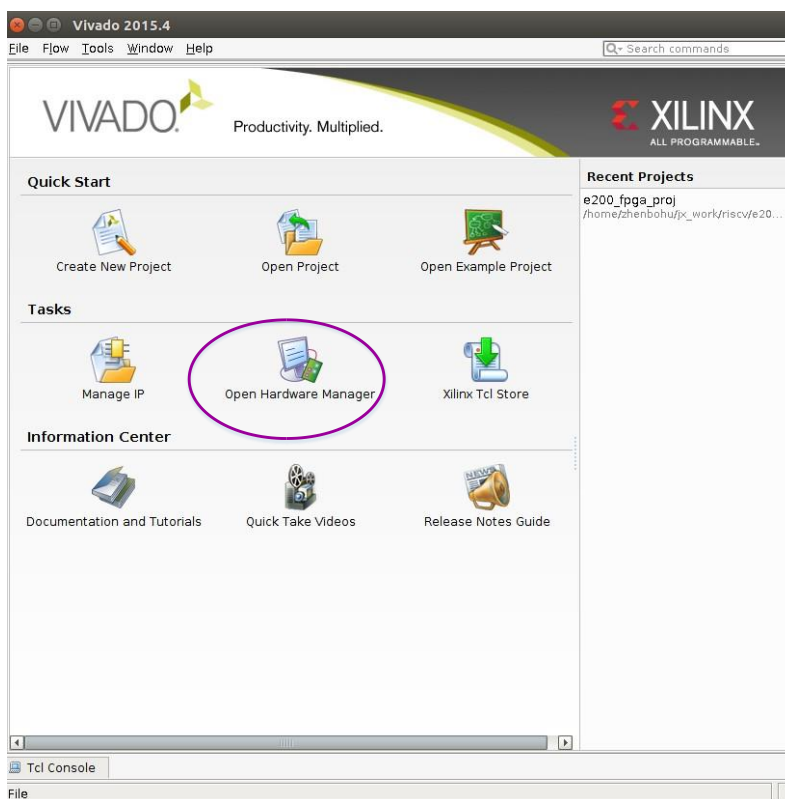 Vivado 2015.4
File Flow Tools Window Help
Search commands
VIVADO.
Productivity. Multiplied.
XILINX
ALL PROGRAMMABLE.
Quick Start
Create New Project
Open Project
Open Example Project
Tasks
Manage IP
Open Hardware Manager
Xilinx Tcl Store
Information Center
Documentation and Tutorials
Quick Take Videos
NEWS
Release Notes Guide
Recent Projects
e200_fpga_proj
/home/zhenbohu/jx_work/riscv/e20...
Tcl Console
File